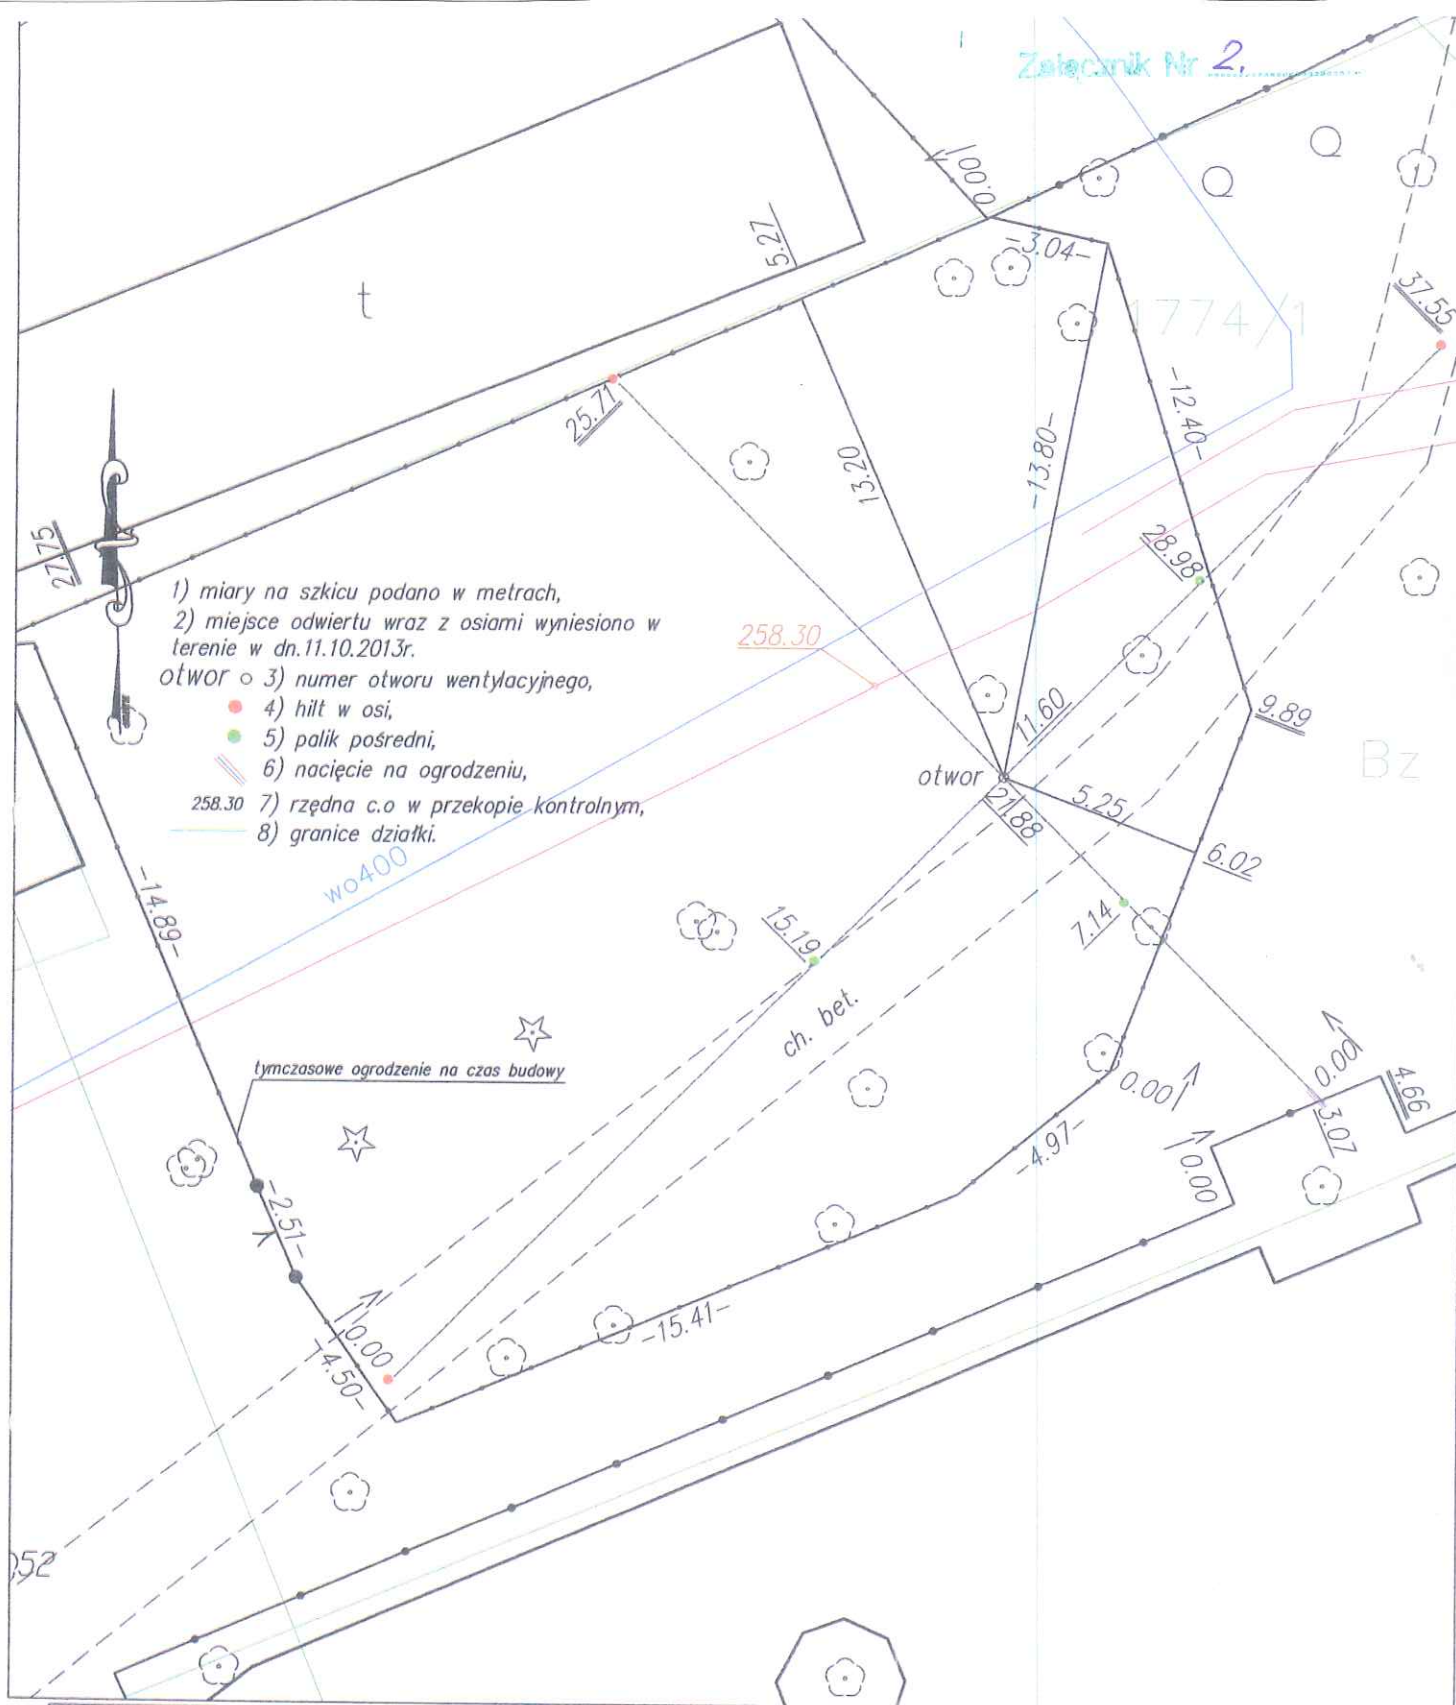 Załącznik Nr 2.
0.00
5.27
-3.04-
t
Q
Q
1774/1
37.55
25.71
-12.40-
-13.80-
13.20
28.98
27.75
1) miary na szkicu podano w metrach,
2) miejsce odwiertu wraz z osiami wyniesiono w
terenie w dn.11.10.2013r.
otwor o 3) numer otworu wentylacyjnego,
4) hilt w osi,
5) palik pośredni,
6) nacięcie na ogrodzeniu,
258.30 7) rzędna c.o w przekopie kontrolnym,
8) granice działki.
258.30
11.60
9.89
Bz
otwor
21.88
5.25
6.02
wo400
-14.89-
15.19
7.14
ch. bet.
tymczasowe ogrodzenie na czas budowy
0.00
0.00
4.66
3.07
-4.97-
0.00
-2.51-
0.00
-4.50-
-15.41-
52